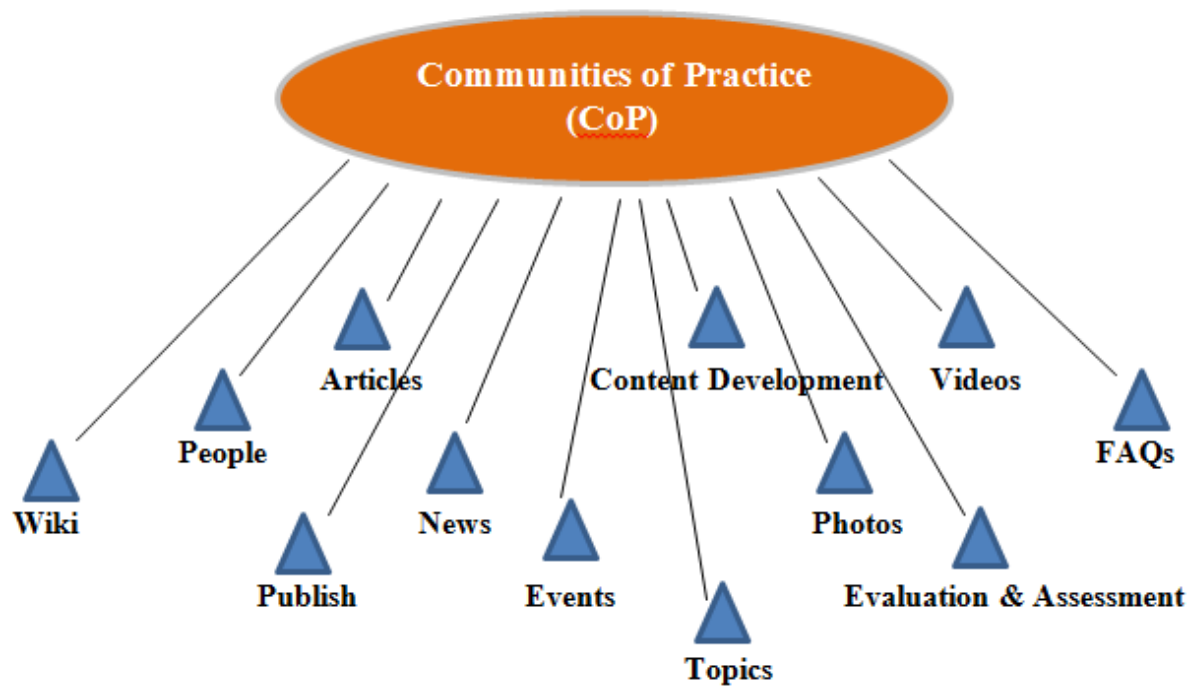 Communities of Practice
(CoP)
Articles
Content Development
Videos
People
FAQs
Wiki
News
Photos
Publish
Events
Evaluation & Assessment
Topics